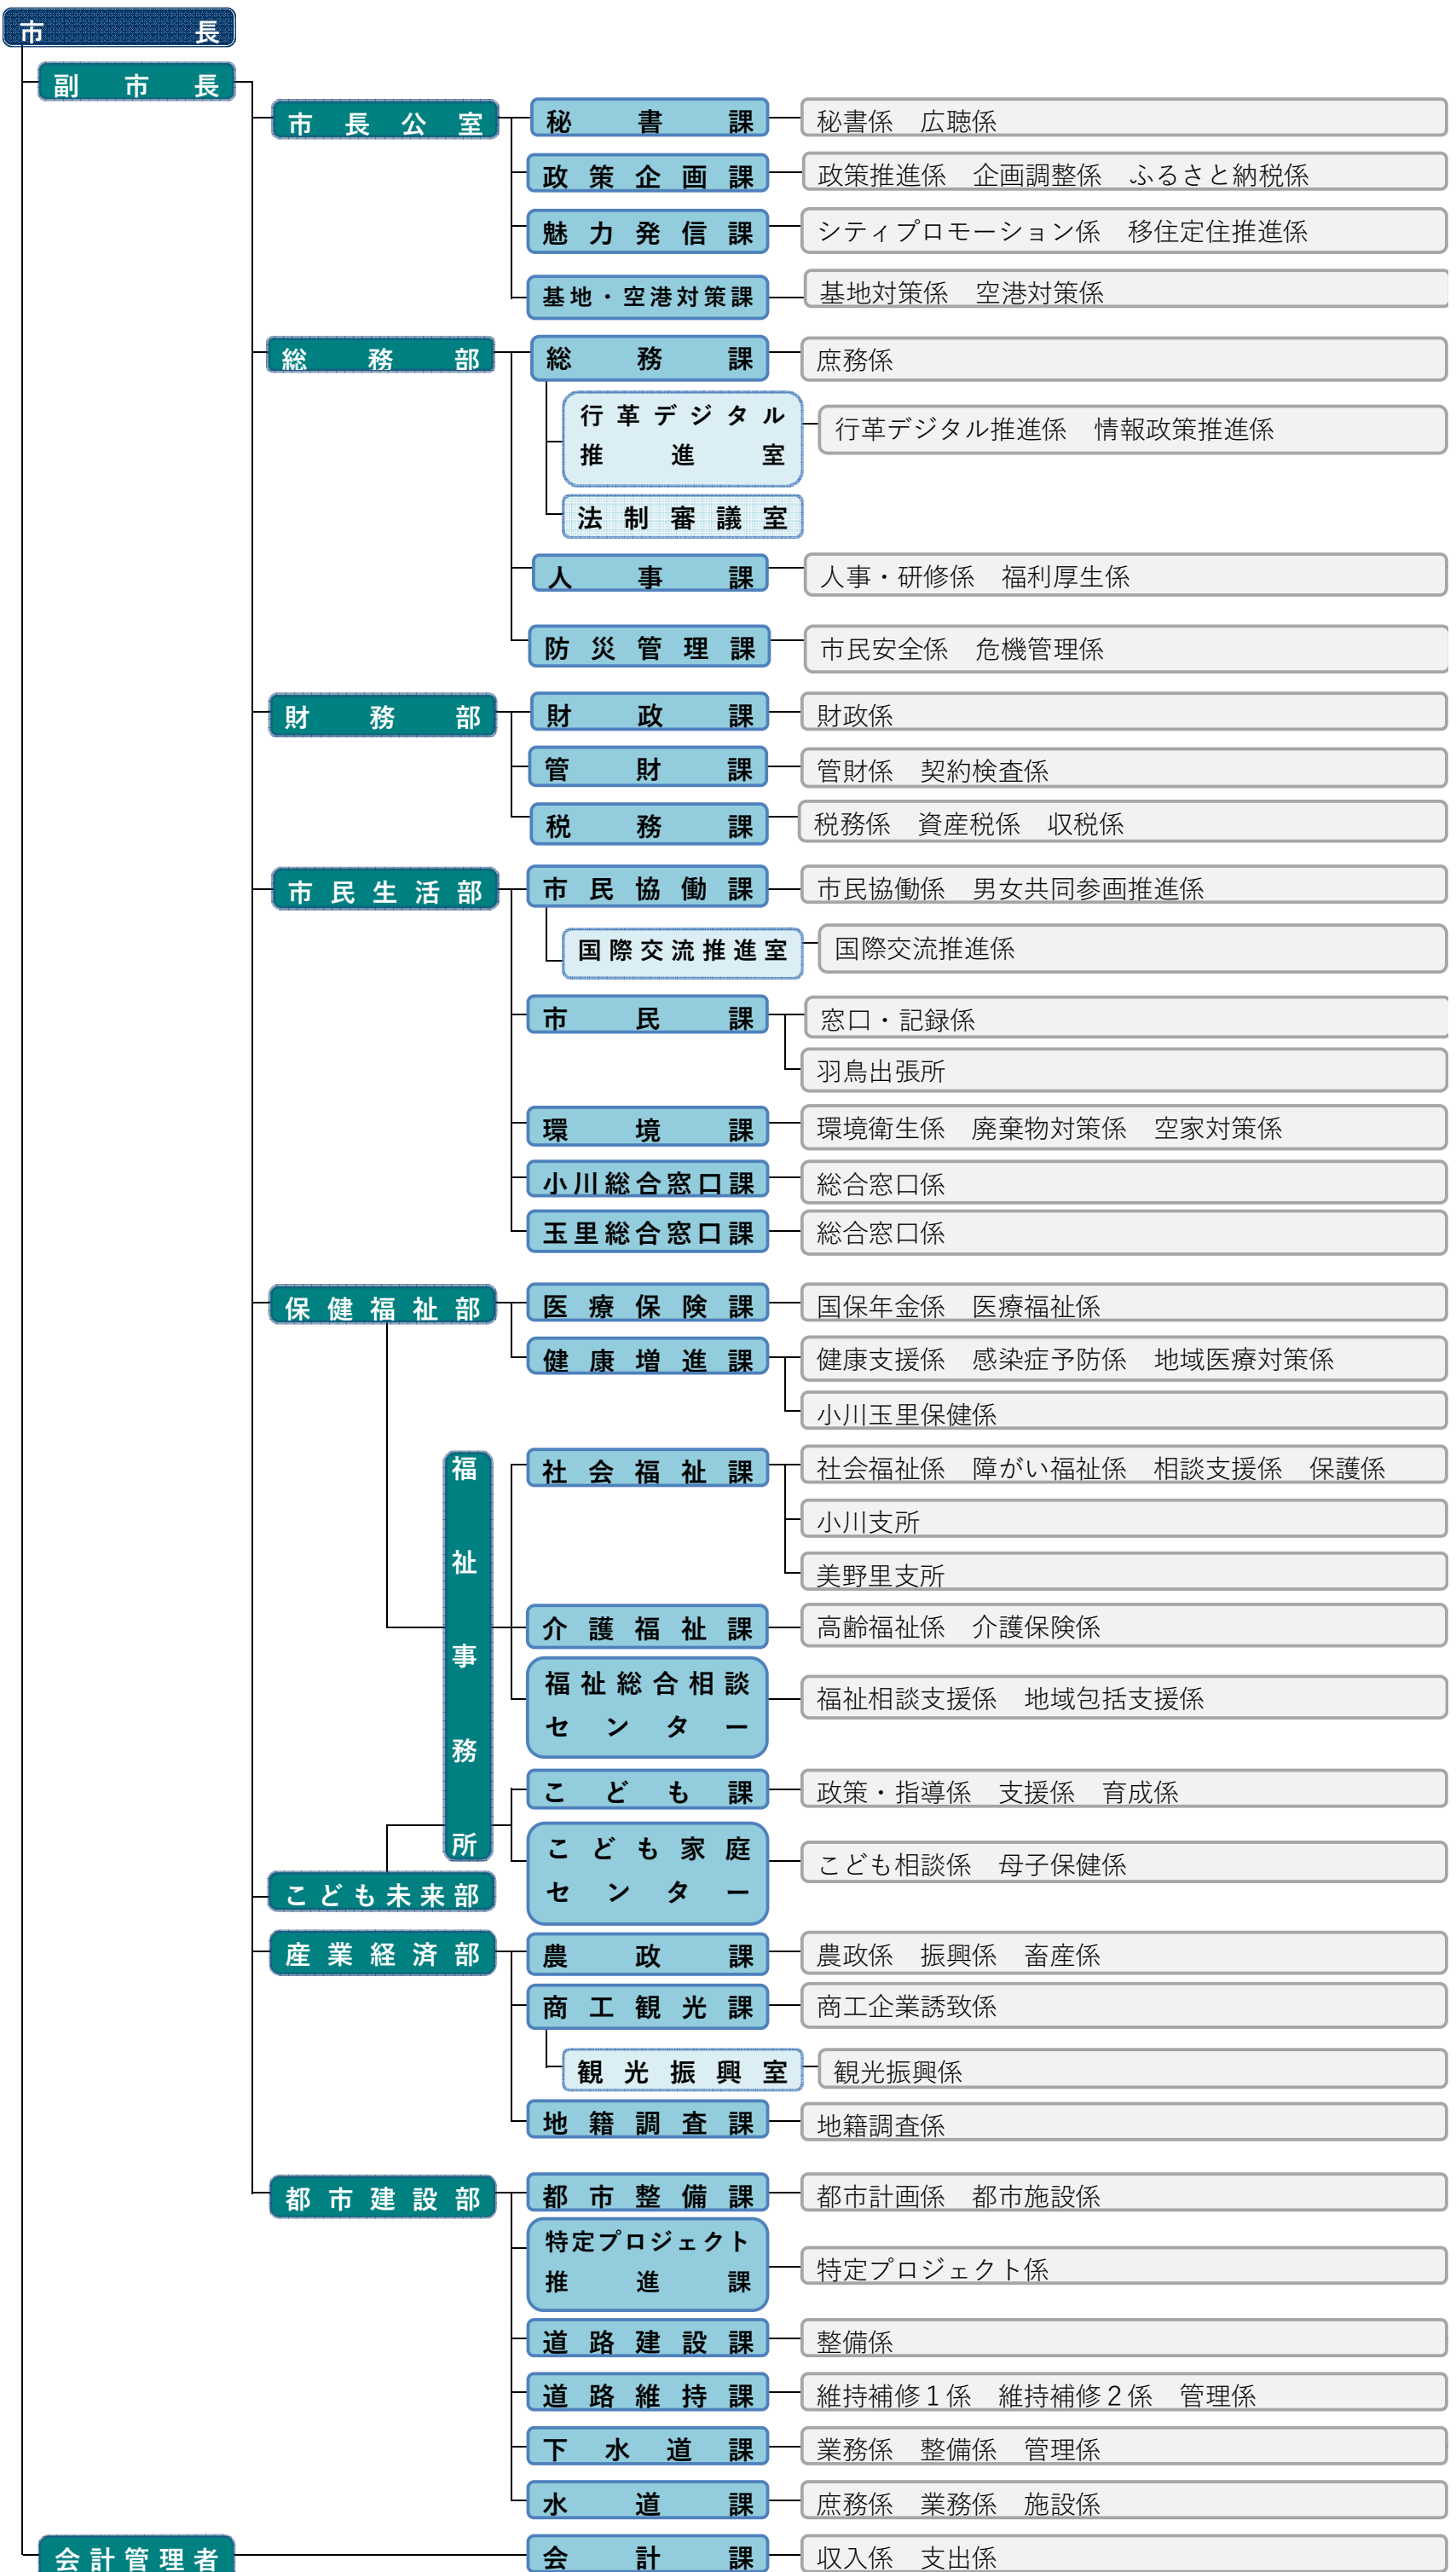 市長
副市長
市長公室
秘書課
秘書係　広聴係
政策企画課
政策推進係　企画調整係　ふるさと納税係
魅力発信課
シティプロモーション係　移住定住推進係
基地・空港対策課
基地対策係　空港対策係
総務部
総務課
庶務係
行革デジタル
推進室
行革デジタル推進係　情報政策推進係
法制審議室
人事課
人事・研修係　福利厚生係
防災管理課
市民安全係　危機管理係
財務部
財政課
財政係
管財課
管財係　契約検査係
税務課
税務係　資産税係　収税係
市民生活部
市民協働課
市民協働係　男女共同参画推進係
国際交流推進室
国際交流推進係
市民課
窓口・記録係
羽鳥出張所
環境課
環境衛生係　廃棄物対策係　空家対策係
小川総合窓口課
総合窓口係
玉里総合窓口課
総合窓口係
保健福祉部
医療保険課
国保年金係　医療福祉係
健康増進課
健康支援係　感染症予防係　地域医療対策係
小川玉里保健係
福祉事務所
社会福祉課
社会福祉係　障がい福祉係　相談支援係　保護係
小川支所
美野里支所
介護福祉課
高齢福祉係　介護保険係
福祉総合相談
センター
福祉相談支援係　地域包括支援係
こども課
政策・指導係　支援係　育成係
こども家庭
センター
こども相談係　母子保健係
こども未来部
産業経済部
農政課
農政係　振興係　畜産係
商工観光課
商工企業誘致係
観光振興室
観光振興係
地籍調査課
地籍調査係
都市建設部
都市整備課
都市計画係　都市施設係
特定プロジェクト
推進課
特定プロジェクト係
道路建設課
整備係
道路維持課
維持補修１係　維持補修２係　管理係
下水道課
業務係　整備係　管理係
水道課
庶務係　業務係　施設係
会計管理者
会計課
収入係　支出係